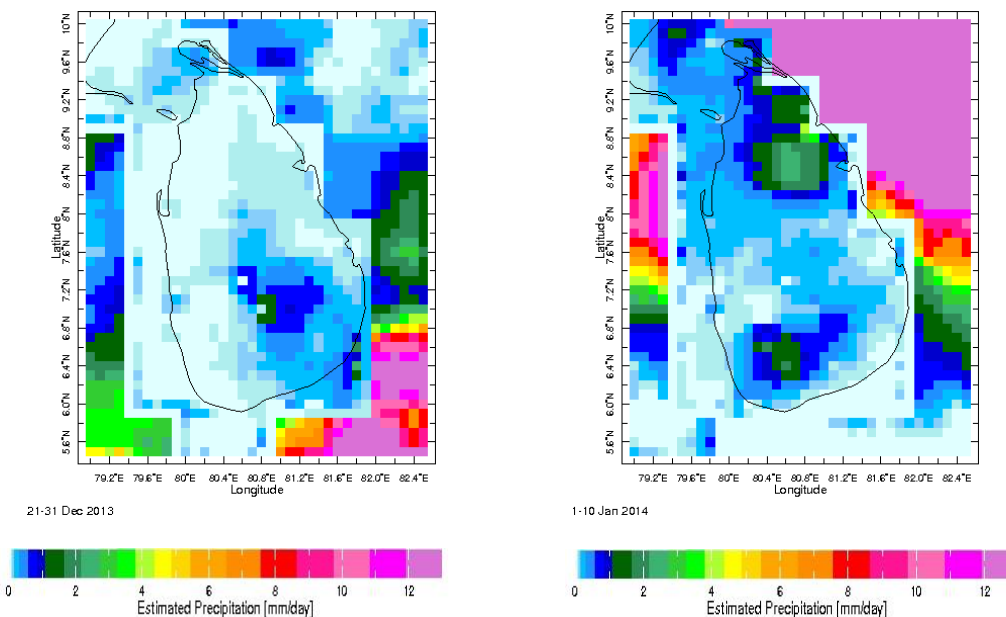 10°N
9.6°N
9.2°N
8.8°N
8.4°N
8°N
7.6°N
7.2°N
6.8°N
6.4°N
6.0°N
5.6°N
Latitude
79.2°E 79.6°E 80°E 80.4°E 80.8°E 81.2°E 81.6°E 82.0°E 82.4°E
Longitude
21-31 Dec 2013
0 2 4 6 8 10 12
Estimated Precipitation [mm/day]
10°N
9.6°N
9.2°N
8.8°N
8.4°N
8°N
7.6°N
7.2°N
6.8°N
6.4°N
6.0°N
5.6°N
Latitude
79.2°E 79.6°E 80°E 80.4°E 80.8°E 81.2°E 81.6°E 82.0°E 82.4°E
Longitude
1-10 Jan 2014
0 2 4 6 8 10 12
Estimated Precipitation [mm/day]